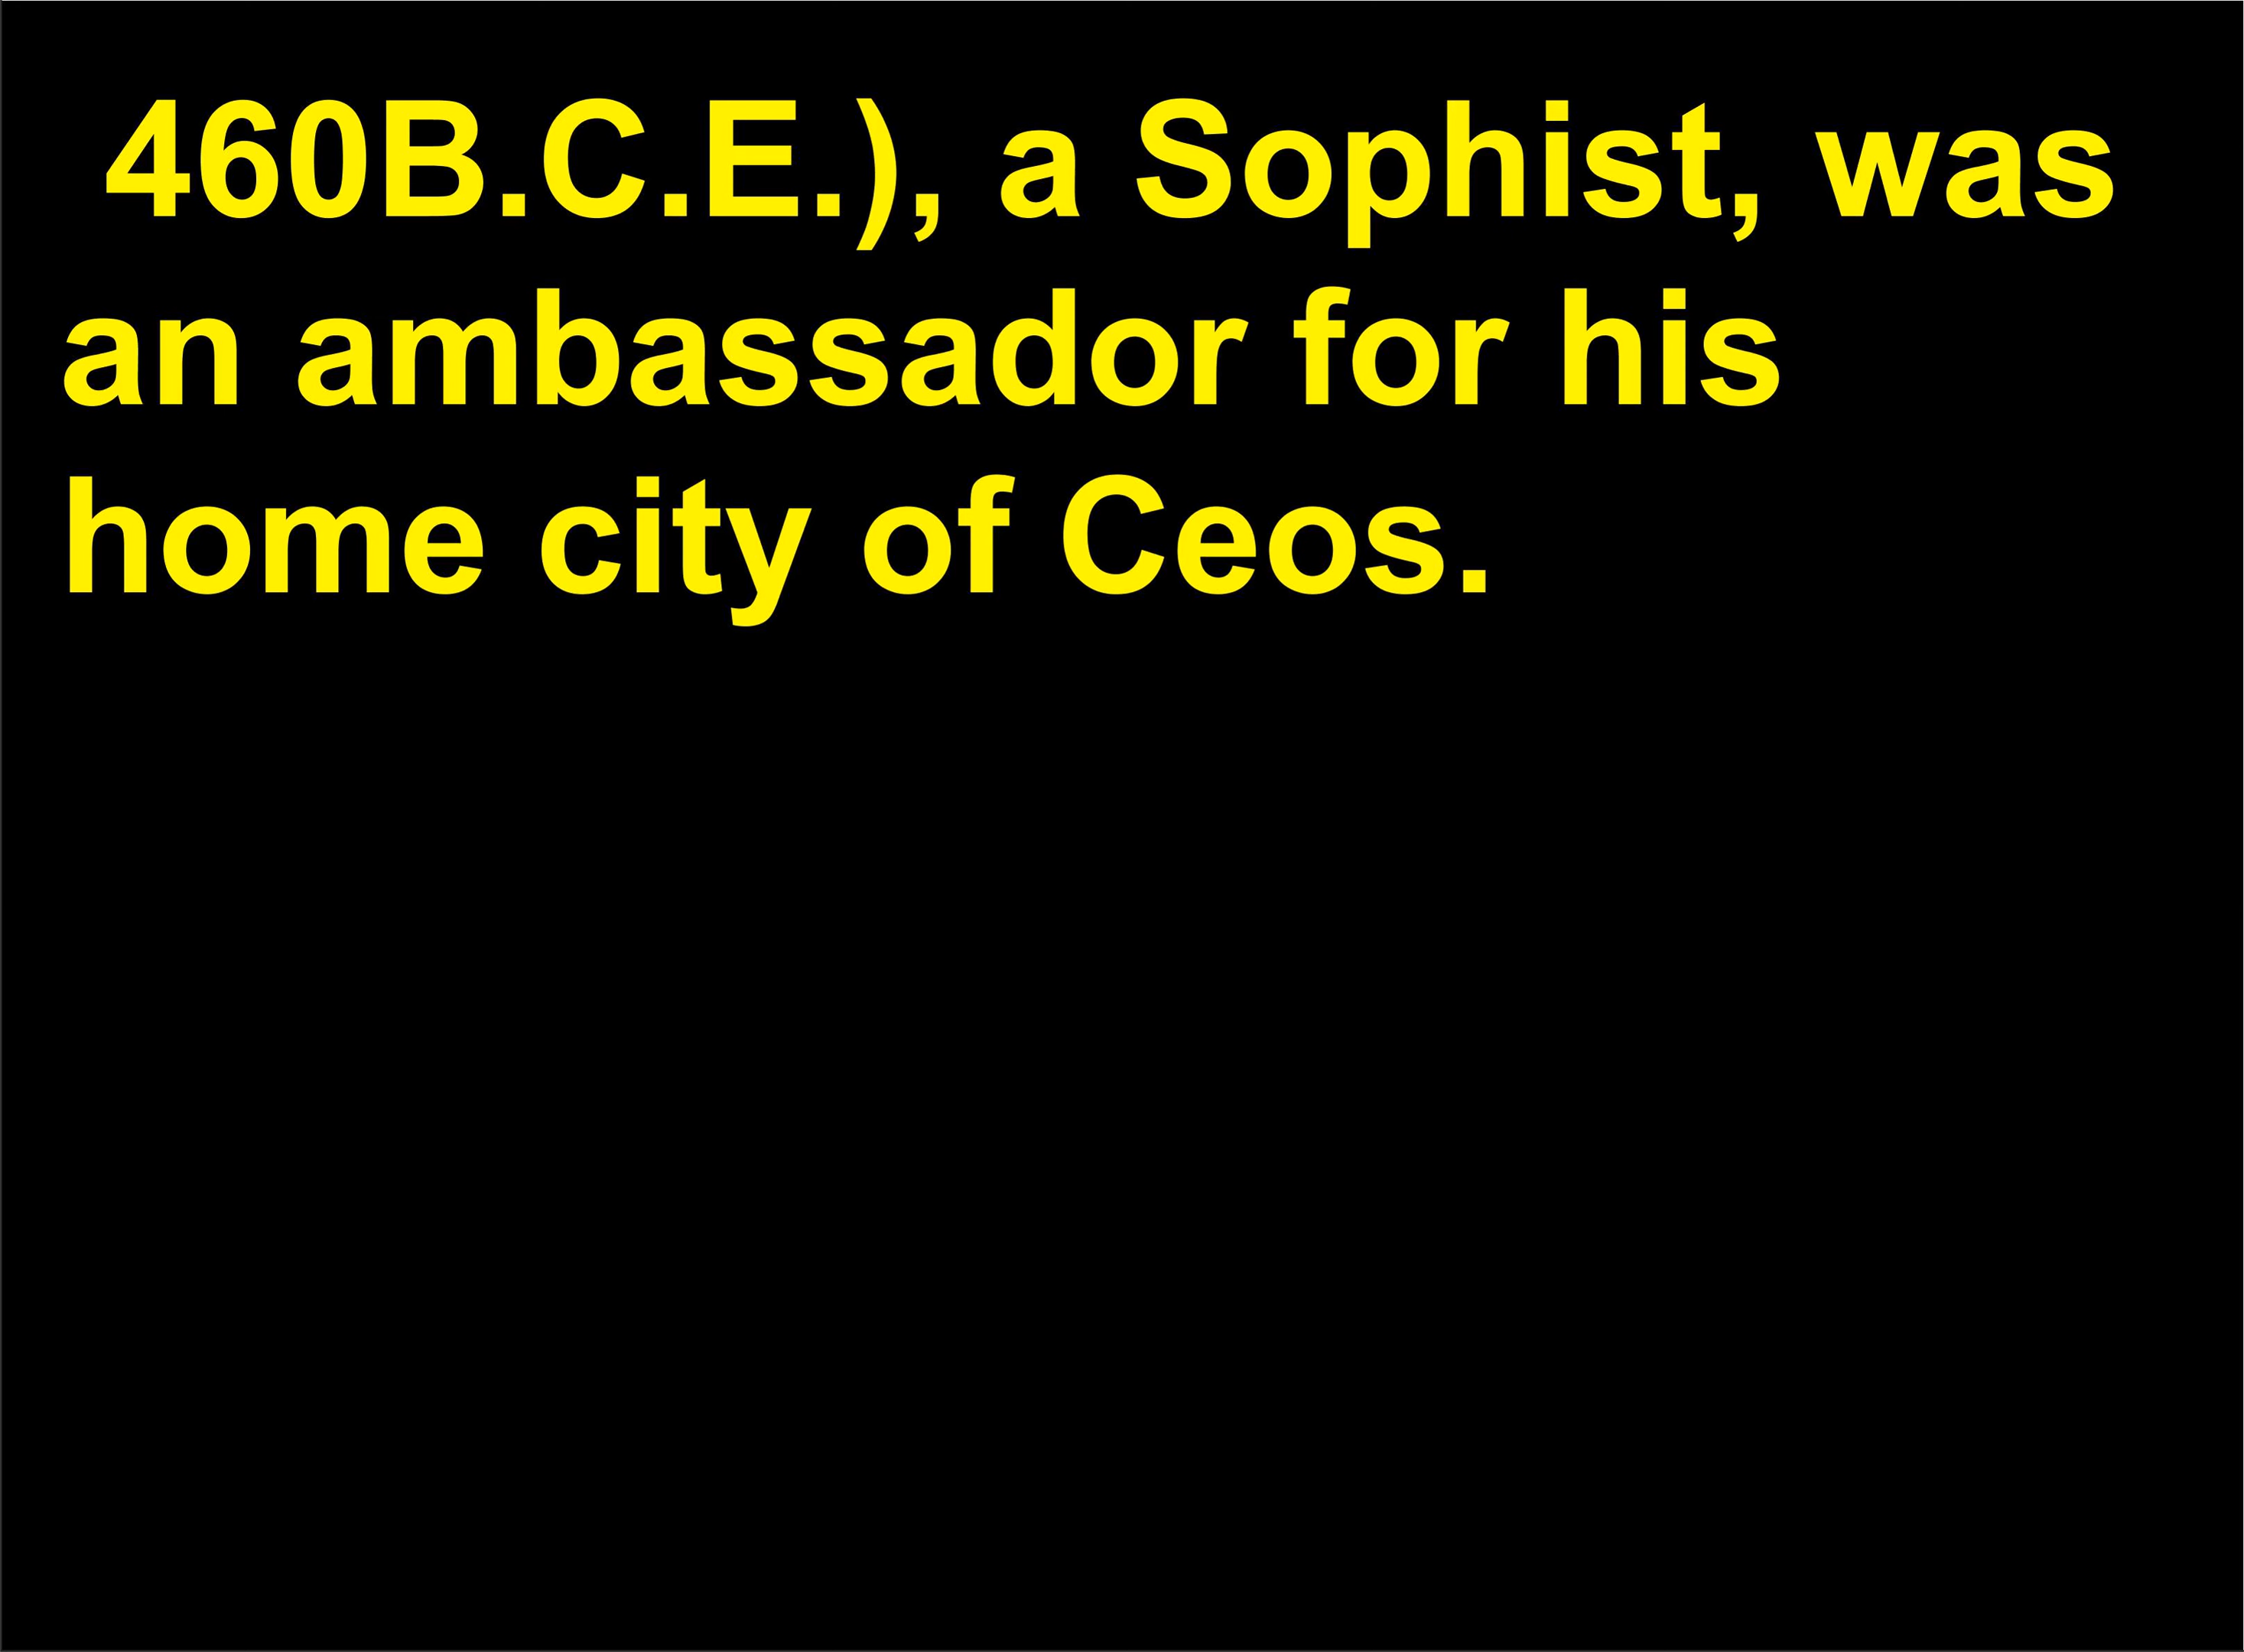 460B.C.E.), a Sophist, was
an ambassador for his
home city of Ceos.